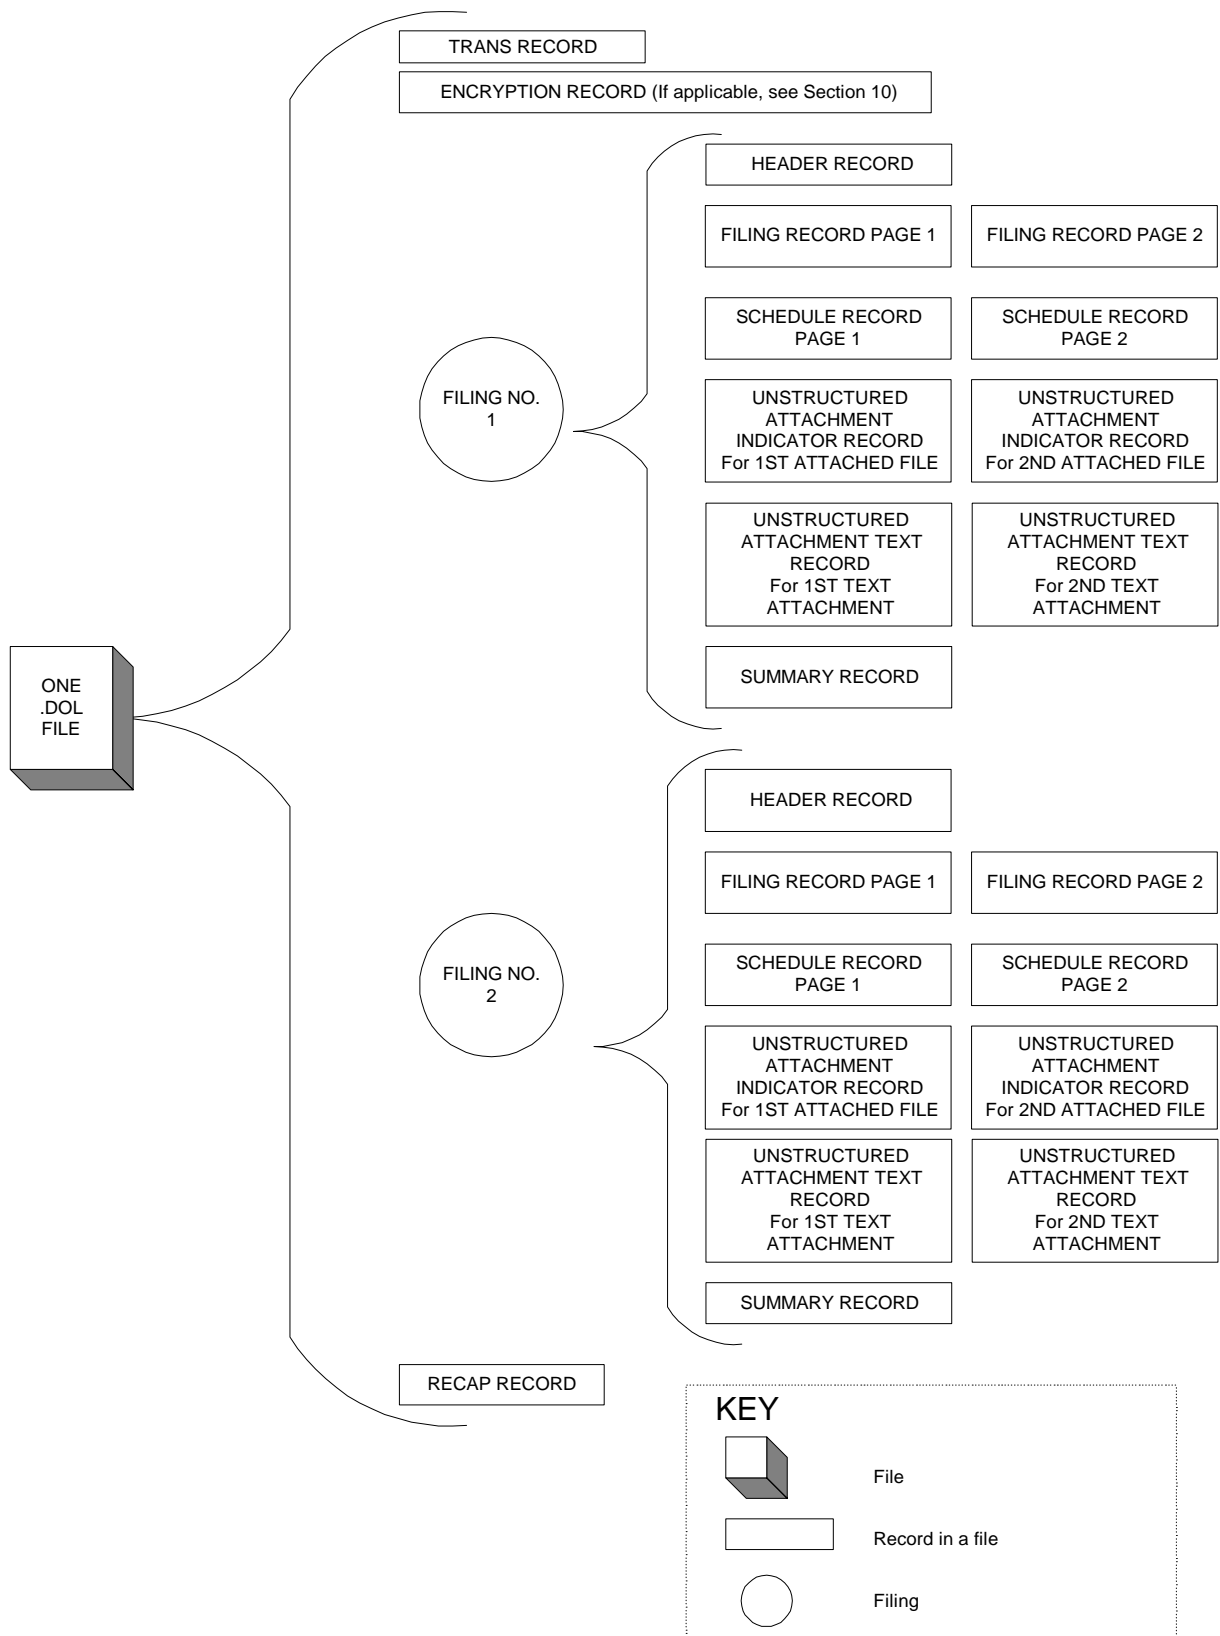 TRANS RECORD
ENCRYPTION RECORD (If applicable, see Section 10)
HEADER RECORD
FILING RECORD PAGE 1
FILING RECORD PAGE 2
SCHEDULE RECORD
PAGE 1
SCHEDULE RECORD
PAGE 2
FILING NO.
1
UNSTRUCTURED
ATTACHMENT
INDICATOR RECORD
For 1ST ATTACHED FILE
UNSTRUCTURED
ATTACHMENT
INDICATOR RECORD
For 2ND ATTACHED FILE
UNSTRUCTURED
ATTACHMENT TEXT
RECORD
For 1ST TEXT
ATTACHMENT
UNSTRUCTURED
ATTACHMENT TEXT
RECORD
For 2ND TEXT
ATTACHMENT
SUMMARY RECORD
ONE
.DOL
FILE
HEADER RECORD
FILING RECORD PAGE 1
FILING RECORD PAGE 2
FILING NO.
2
SCHEDULE RECORD
PAGE 1
SCHEDULE RECORD
PAGE 2
UNSTRUCTURED
ATTACHMENT
INDICATOR RECORD
For 1ST ATTACHED FILE
UNSTRUCTURED
ATTACHMENT
INDICATOR RECORD
For 2ND ATTACHED FILE
UNSTRUCTURED
ATTACHMENT TEXT
RECORD
For 1ST TEXT
ATTACHMENT
UNSTRUCTURED
ATTACHMENT TEXT
RECORD
For 2ND TEXT
ATTACHMENT
SUMMARY RECORD
RECAP RECORD
KEY
File
Record in a file
Filing